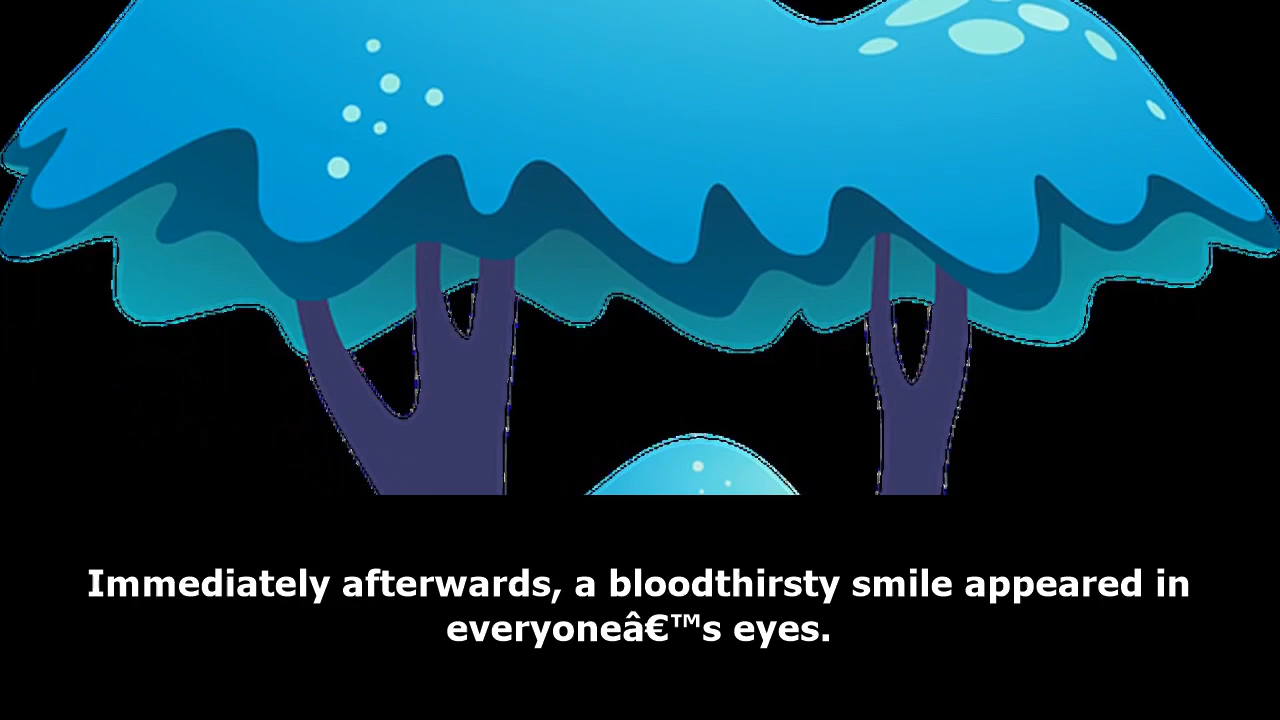 Immediately afterwards, a bloodthirsty smile appeared in
everyoneâ€™s eyes.